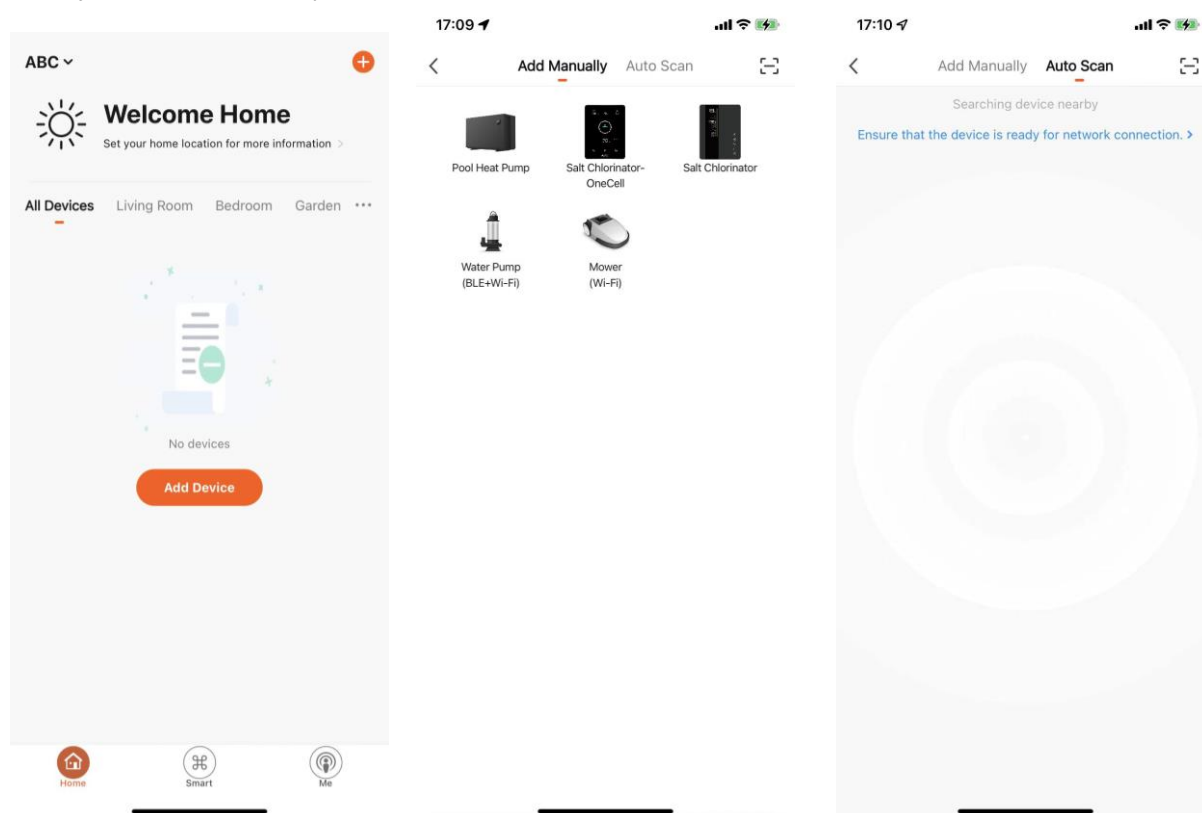 ABC
Welcome Home
Set your home location for more information >
All Devices Living Room Bedroom Garden ...
No devices
Add Device
Home Smart Me
17:09
Add Manually Auto Scan
Pool Heat Pump
Salt Chlorinator-
OneCell
Salt Chlorinator
Water Pump
(BLE+Wi-Fi)
Mower
(Wi-Fi)
17:10
Add Manually Auto Scan
Searching device nearby
Ensure that the device is ready for network connection. >